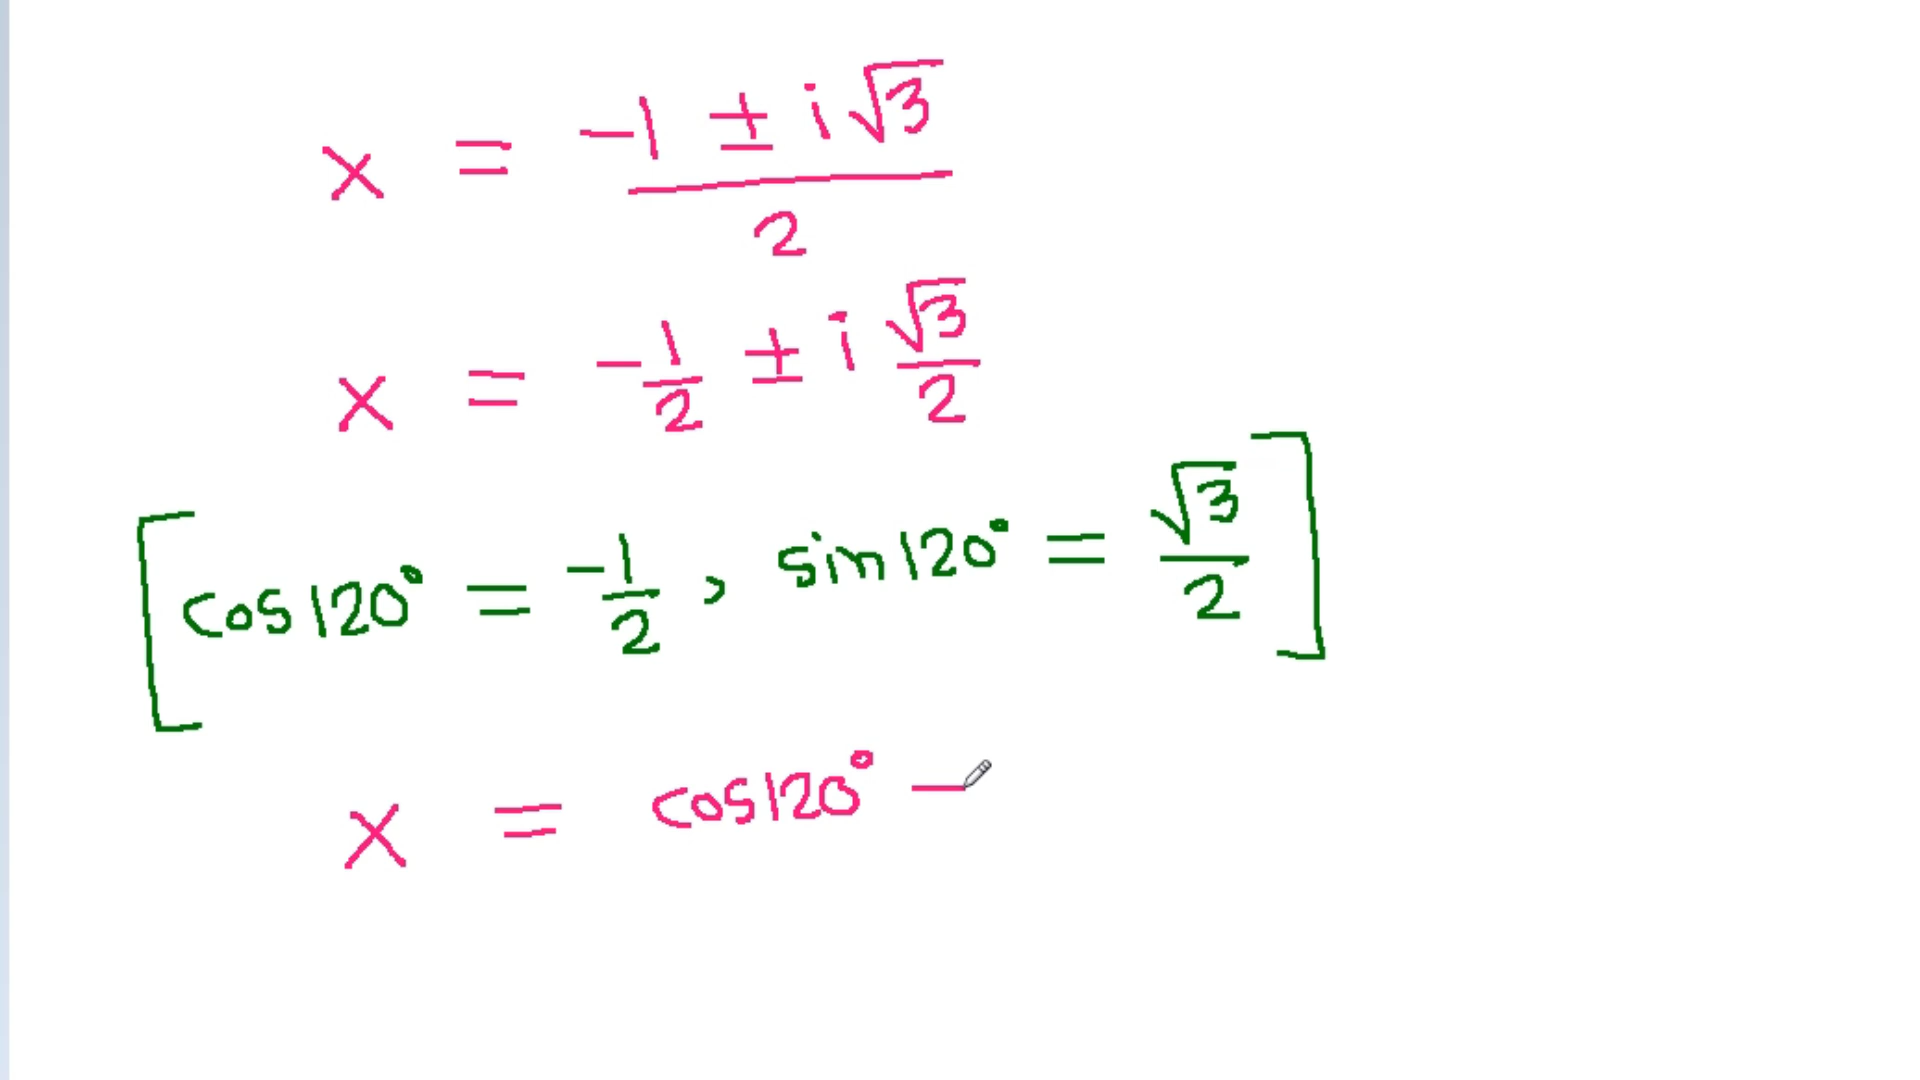 x = (-1 ± i√3)/2
x = -1/2 ± i √3/2
[cos120° = -1/2, sin120° = √3/2]
x = cos120° –